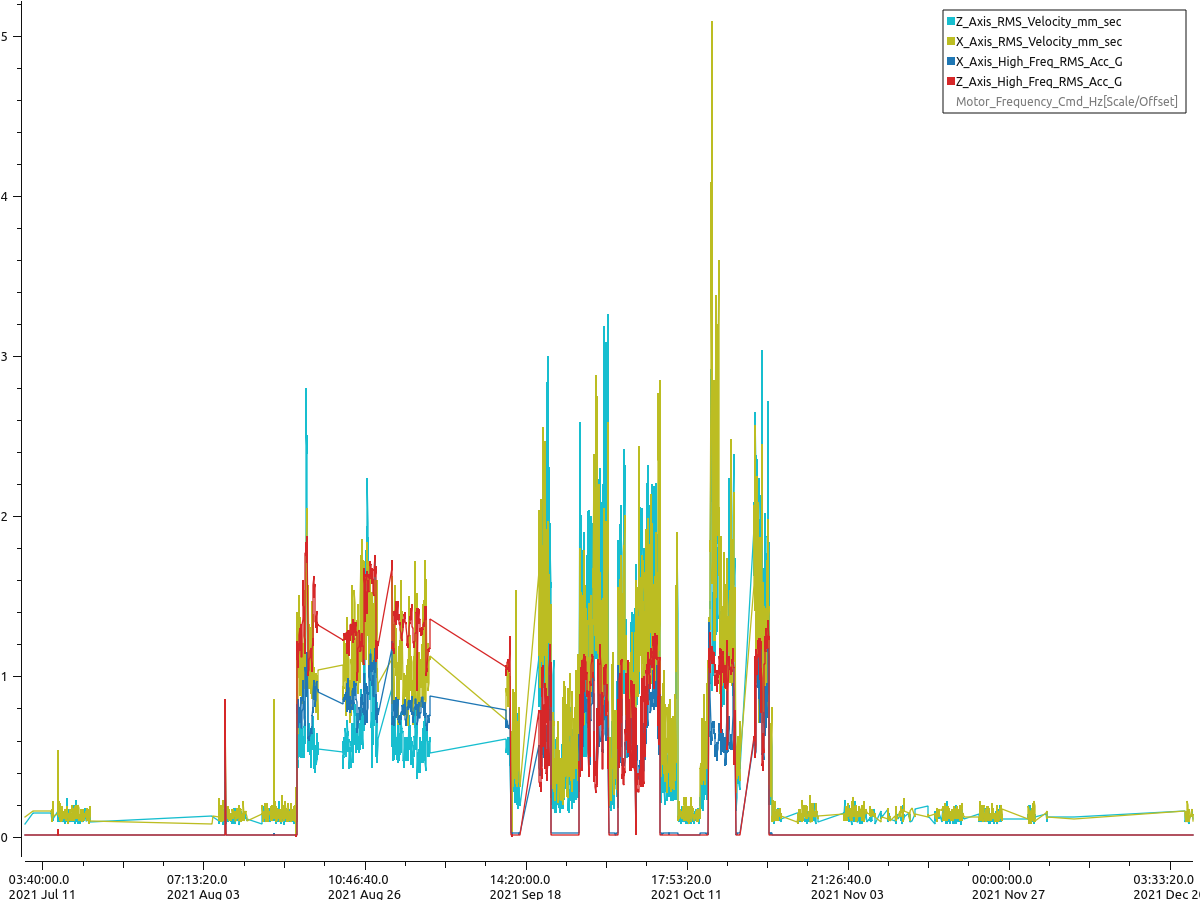 Z_Axis_RMS_Velocity_mm_sec
X_Axis_RMS_Velocity_mm_sec
X_Axis_High_Freq_RMS_Acc_G
Z_Axis_High_Freq_RMS_Acc_G
Motor_Frequency_Cmd_Hz[Scale/Offset]
5
4
3
2
1
0
03:40:00.0 07:13:20.0 10:46:40.0 14:20:00.0 17:53:20.0 21:26:40.0 00:00:00.0 03:33:20.0
2021 Jul 11 2021 Aug 03 2021 Aug 26 2021 Sep 18 2021 Oct 11 2021 Nov 03 2021 Nov 27 2021 Dec